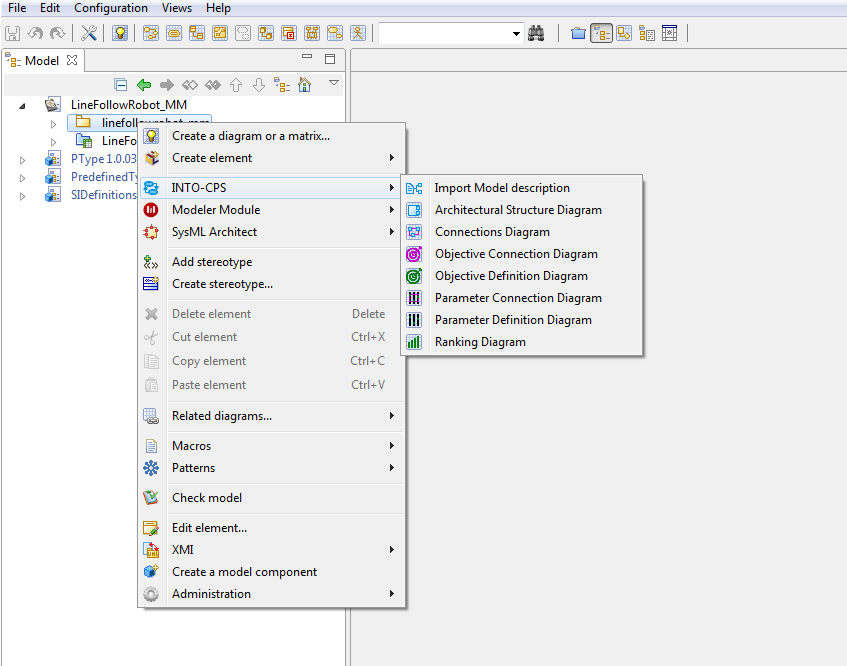 File Edit Configuration Views Help
Model
LineFollowRobot_MM
linefollowrobot_mm
LineFo
PType 1.0.03
PredefinedTy
SIDefinitions
Create a diagram or a matrix...
Create element
INTO-CPS
Modeler Module
SysML Architect
Add stereotype
Create stereotype...
Delete element Delete
Cut element Ctrl+X
Copy element Ctrl+C
Paste element Ctrl+V
Related diagrams...
Macros
Patterns
Check model
Edit element...
XMI
Create a model component
Administration
Import Model description
Architectural Structure Diagram
Connections Diagram
Objective Connection Diagram
Objective Definition Diagram
Parameter Connection Diagram
Parameter Definition Diagram
Ranking Diagram